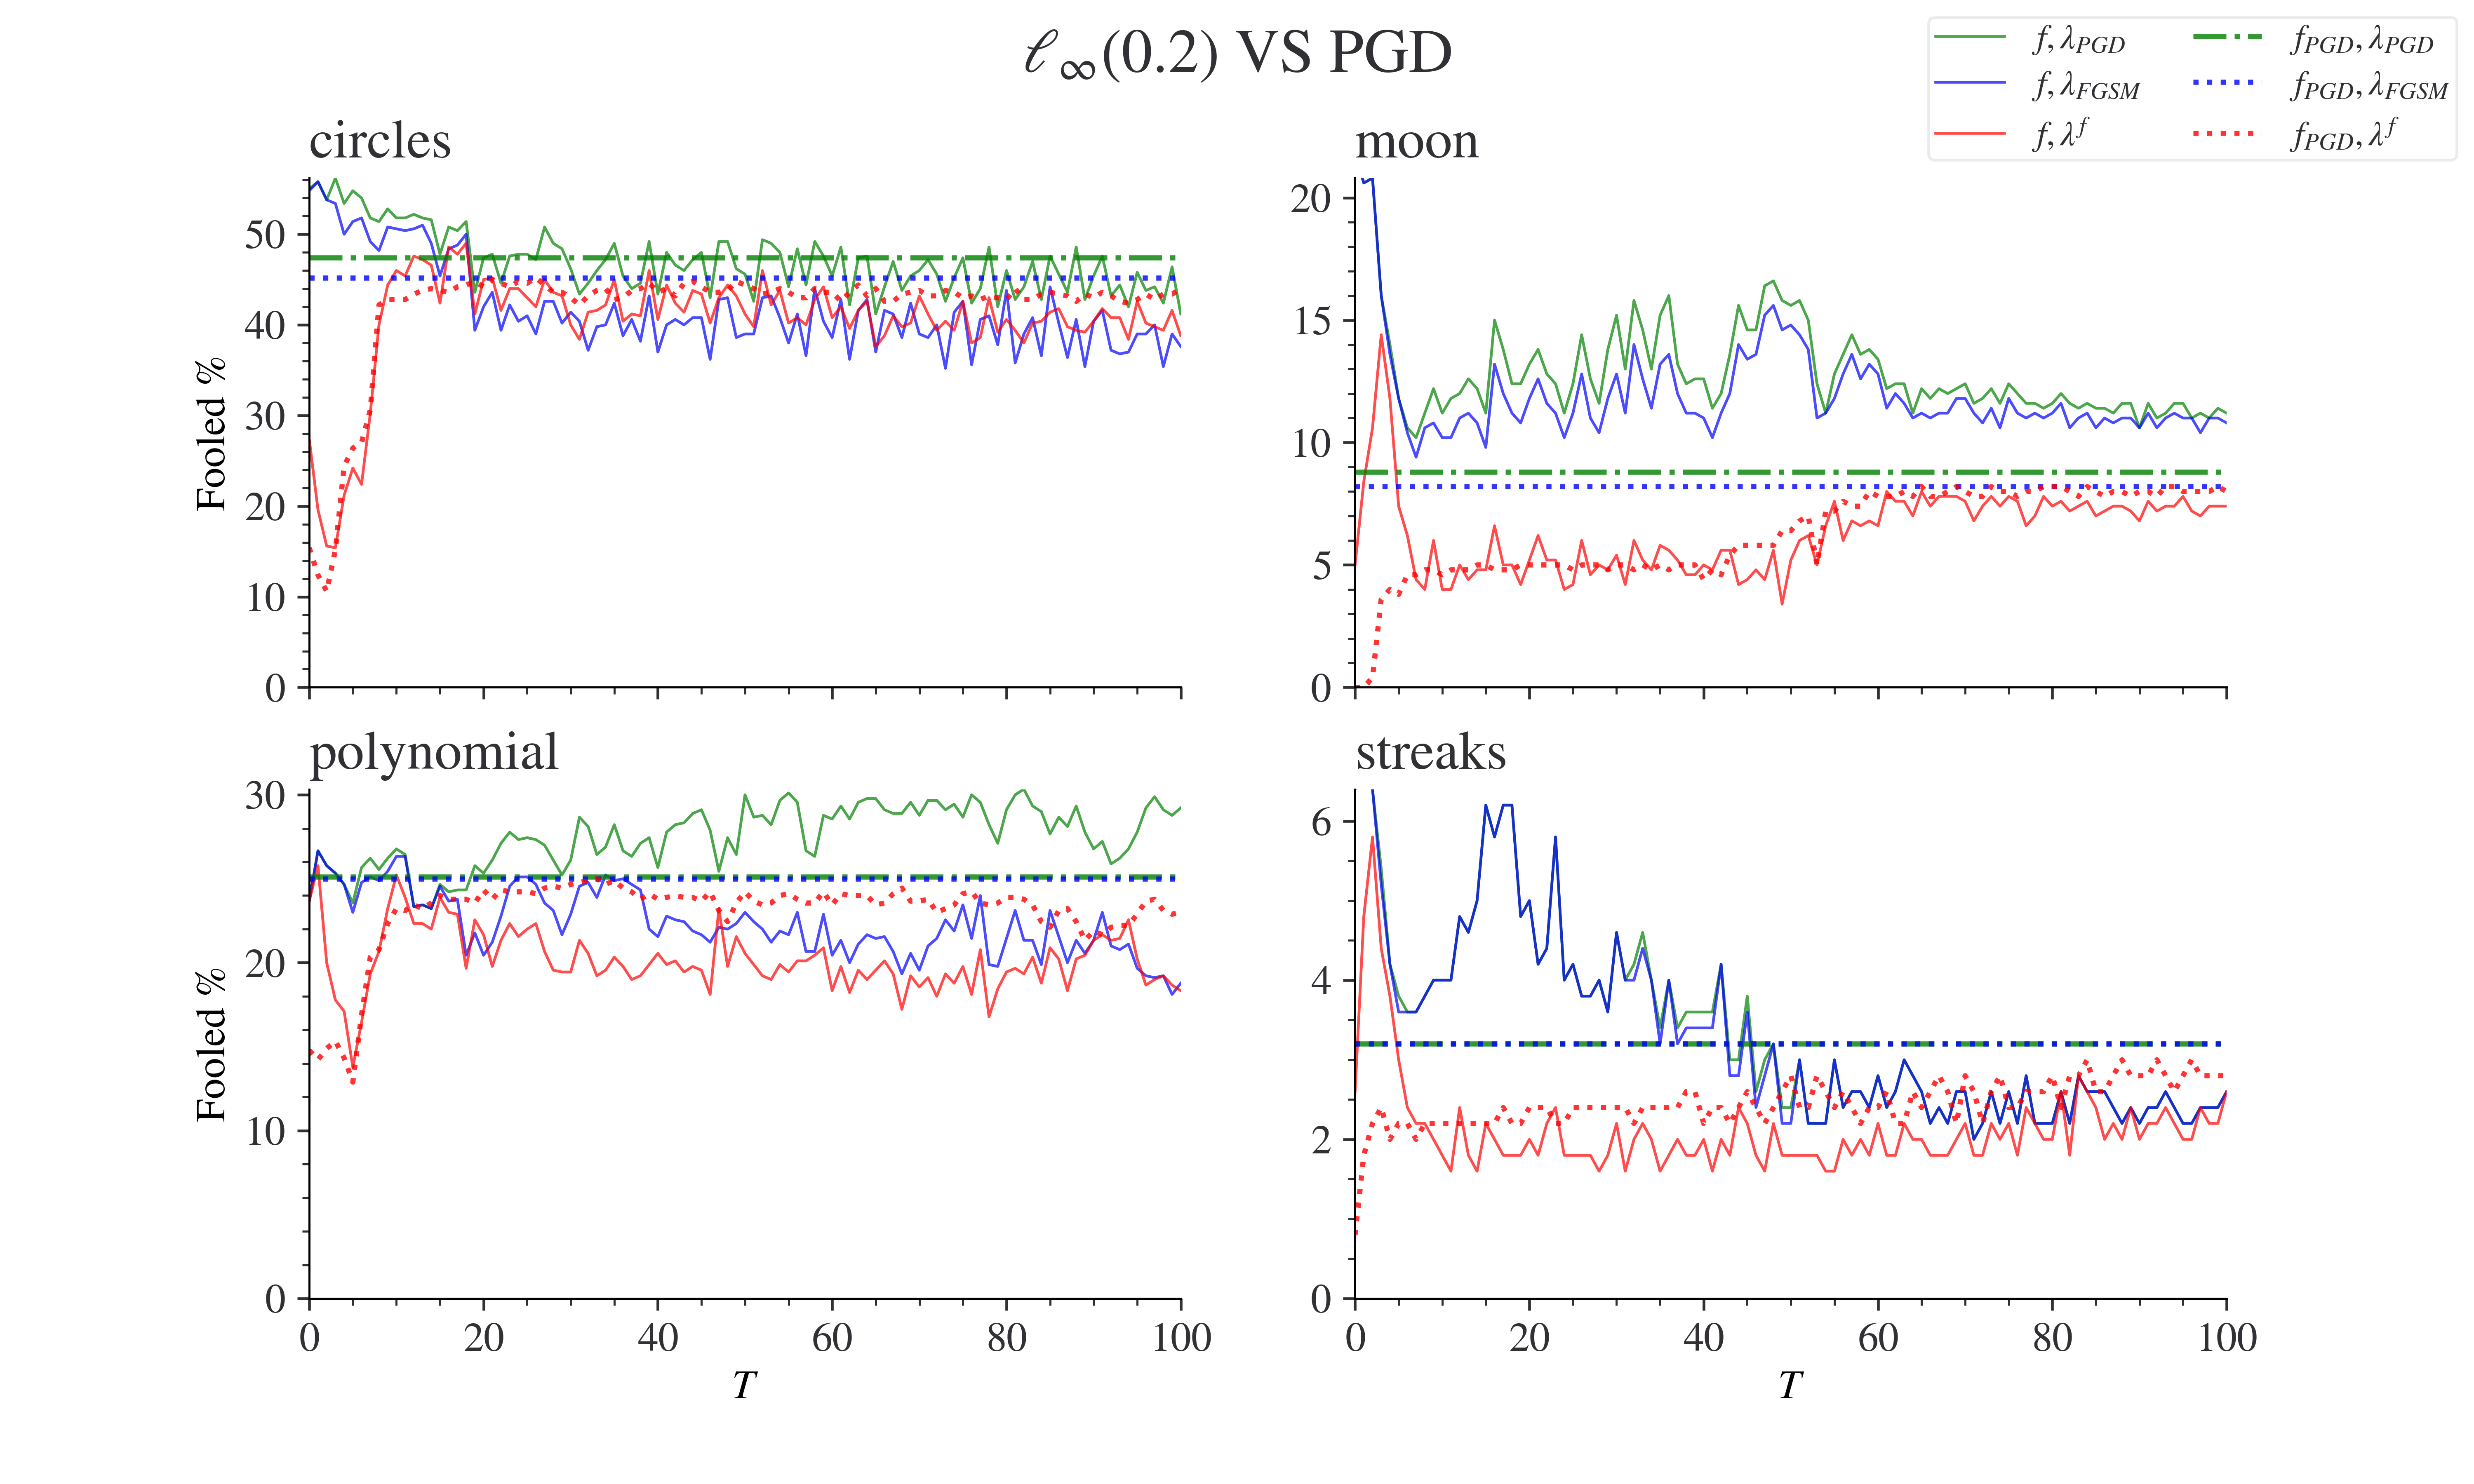 ℓ∞(0.2) VS PGD
f, λPGD
f, λFGSM
f, λ^f
fPGD, λPGD
fPGD, λFGSM
fPGD, λ^f
circles
50
40
30
20
10
0
Fooled %
moon
20
15
10
5
0
polynomial
30
20
10
0
Fooled %
0 20 40 60 80 100
T
streaks
6
4
2
0
0 20 40 60 80 100
T